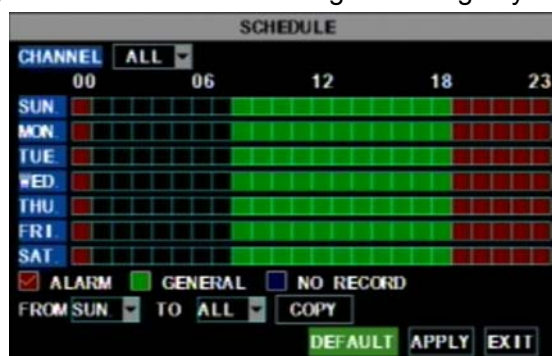 SCHEDULE
CHANNEL ALL
00 06 12 18 23
SUN.
MON.
TUE.
WED.
THU.
FRI.
SAT.
ALARM GENERAL NO RECORD
FROM SUN. TO ALL COPY
DEFAULT APPLY EXIT